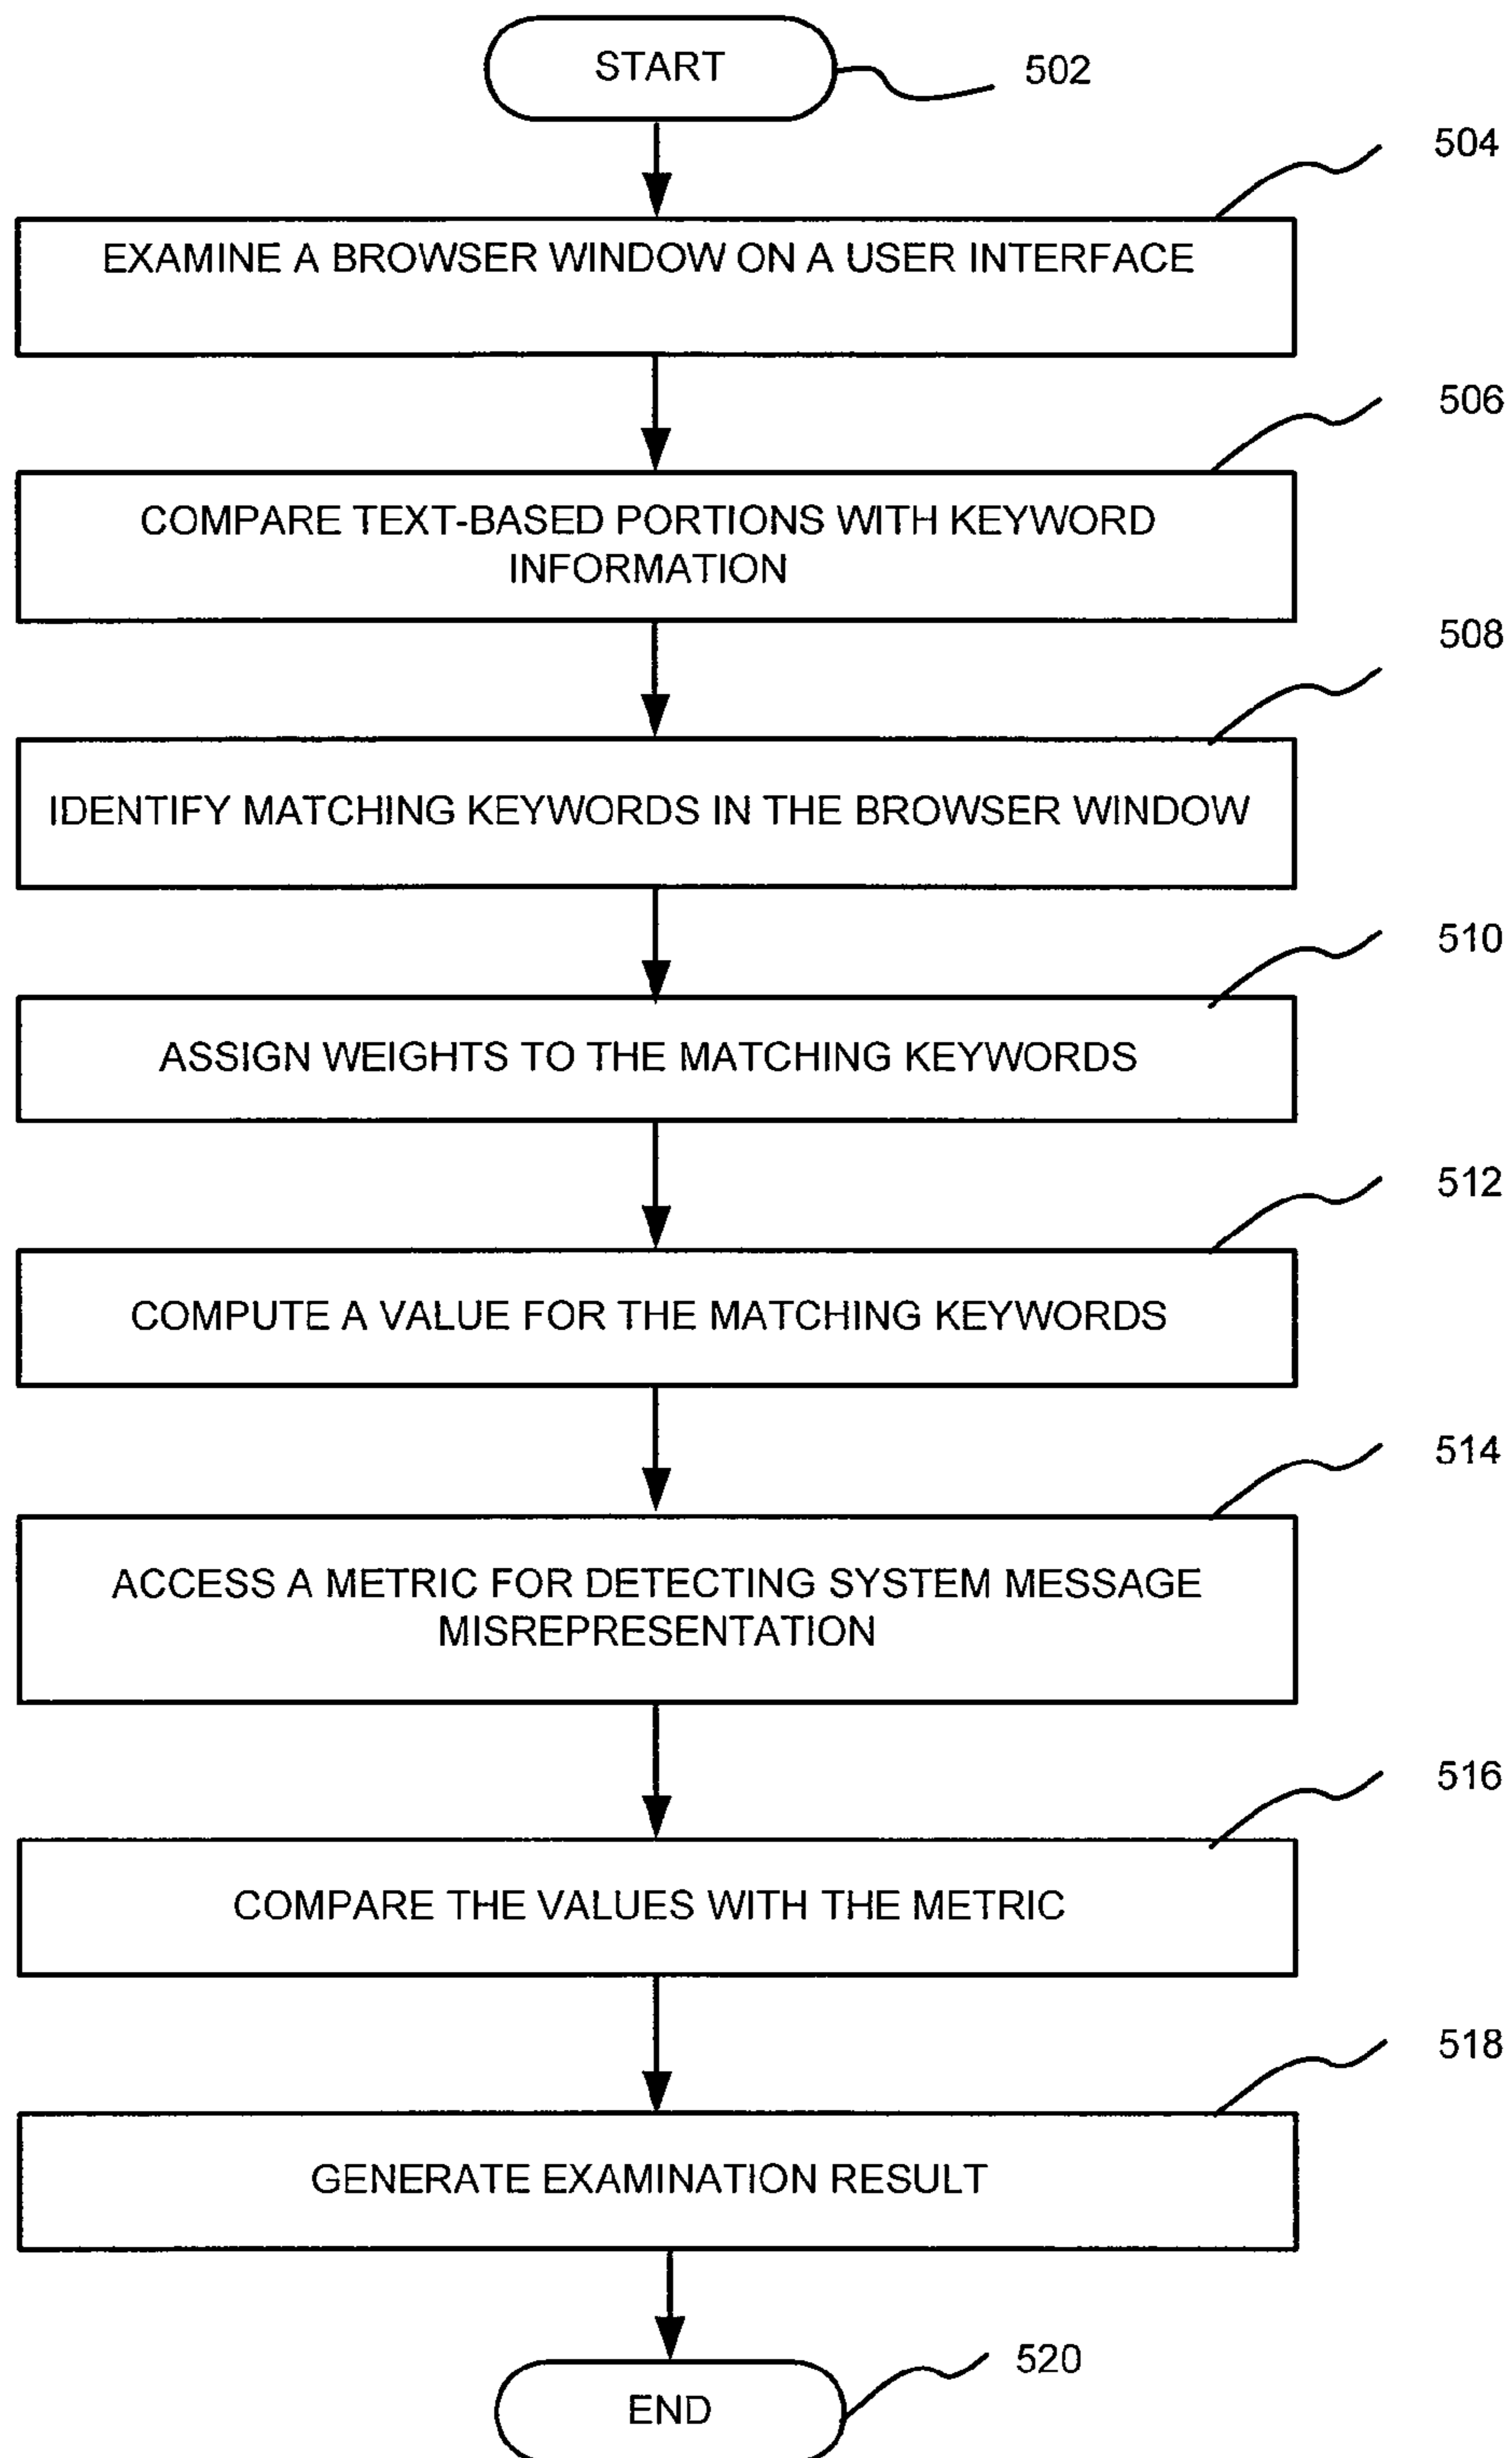 START
502
504
EXAMINE A BROWSER WINDOW ON A USER INTERFACE
506
COMPARE TEXT-BASED PORTIONS WITH KEYWORD
INFORMATION
508
IDENTIFY MATCHING KEYWORDS IN THE BROWSER WINDOW
510
ASSIGN WEIGHTS TO THE MATCHING KEYWORDS
512
COMPUTE A VALUE FOR THE MATCHING KEYWORDS
514
ACCESS A METRIC FOR DETECTING SYSTEM MESSAGE
MISREPRESENTATION
516
COMPARE THE VALUES WITH THE METRIC
518
GENERATE EXAMINATION RESULT
520
END